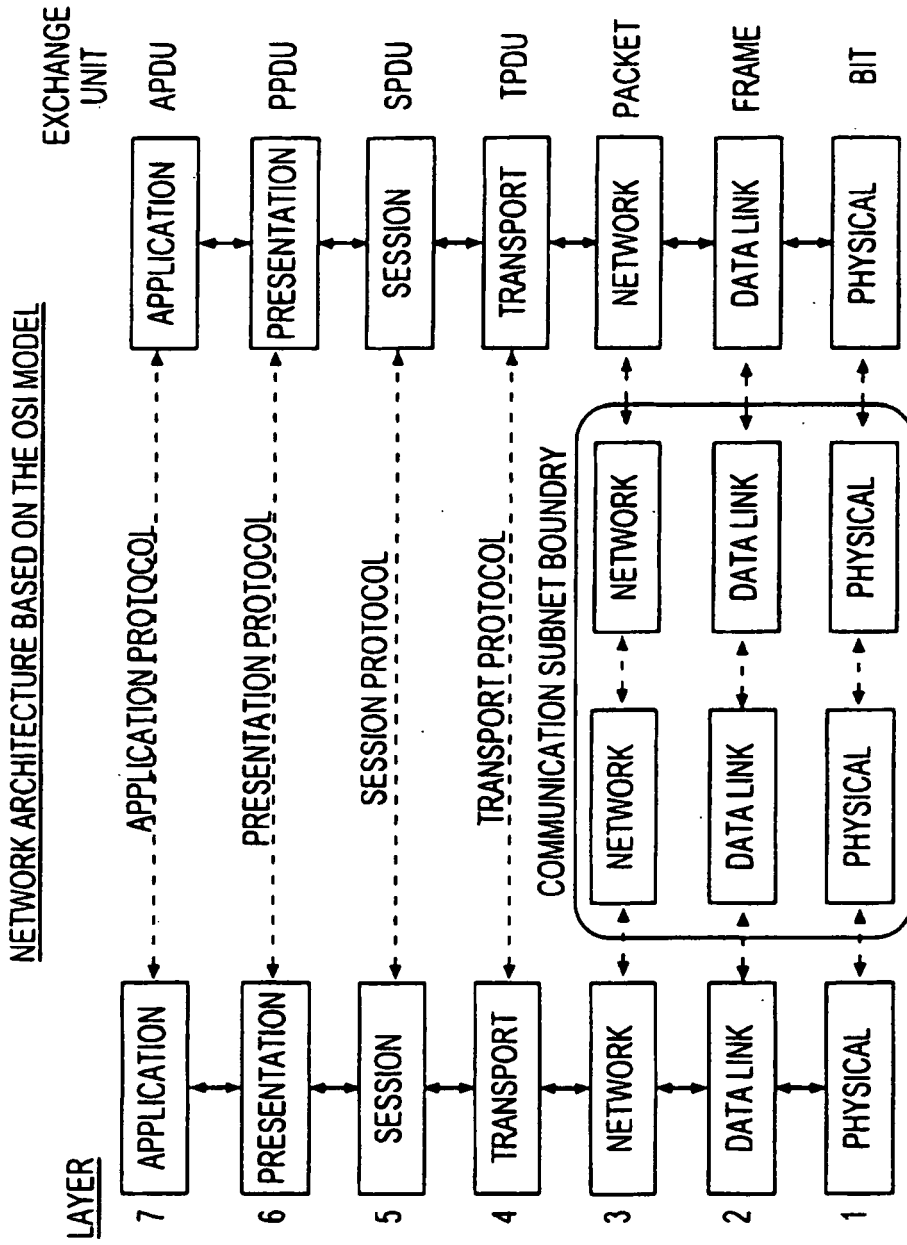 NETWORK ARCHITECTURE BASED ON THE OSI MODEL
LAYER
EXCHANGE
UNIT
7 APPLICATION APPLICATION PROTOCOL APPLICATION APDU
6 PRESENTATION PRESENTATION PROTOCOL PRESENTATION PPDU
5 SESSION SESSION PROTOCOL SESSION SPDU
4 TRANSPORT TRANSPORT PROTOCOL TRANSPORT TPDU
COMMUNICATION SUBNET BOUNDRY
3 NETWORK NETWORK NETWORK NETWORK PACKET
2 DATA LINK DATA LINK DATA LINK DATA LINK FRAME
1 PHYSICAL PHYSICAL PHYSICAL PHYSICAL BIT